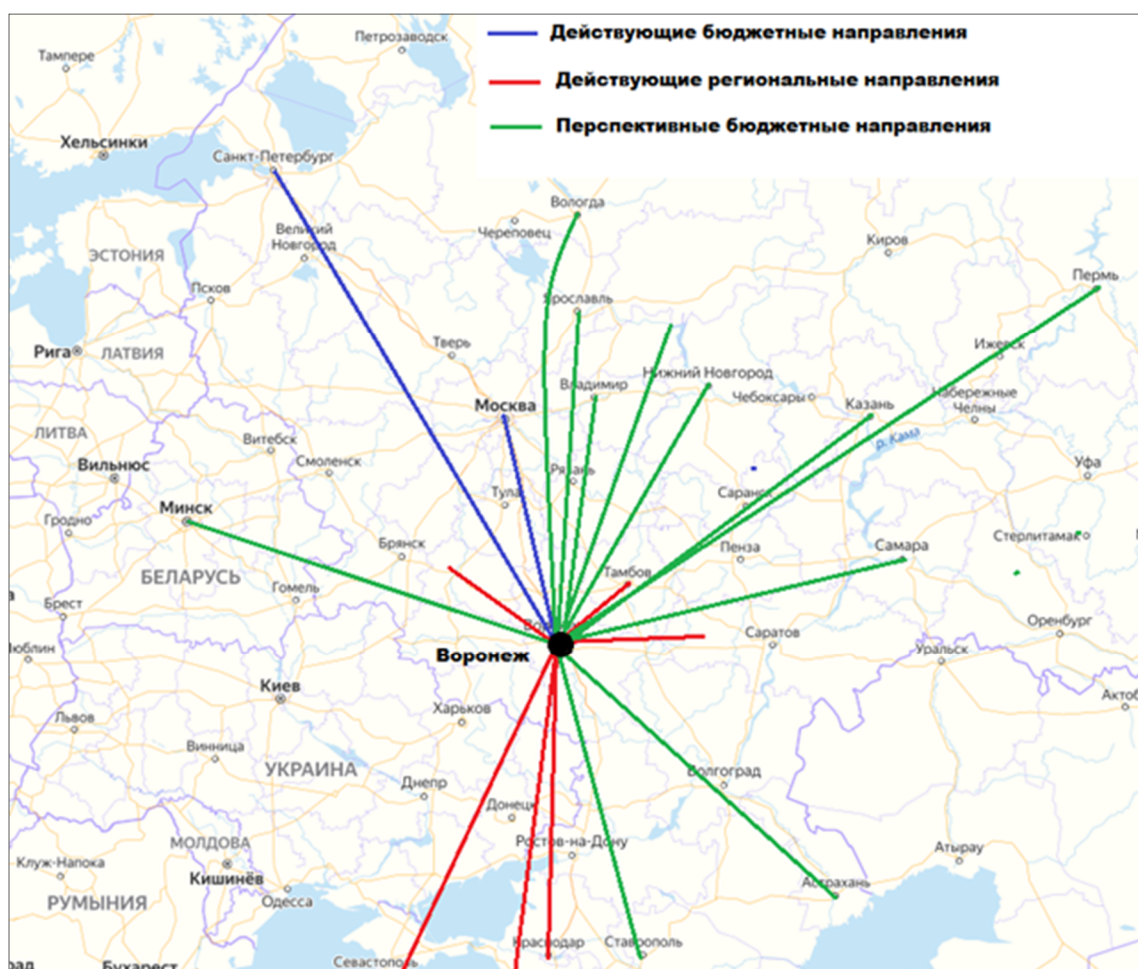 Действующие бюджетные направления
Петрозаводск
Тампере
Действующие региональные направления
Перспективные бюджетные направления
Хельсинки
Санкт-Петербург
Вологда
Череповец
Великий
Новгород
Киров
ЭСТОНИЯ
Пермь
Псков
Ярославль
Тверь
Ижевск
Рига
ЛАТВИЯ
Нижний Новгород
Владимир
Чебоксары
Набережные
Челны
Москва
Казань
ЛИТВА
Витебск
р. Кама
Вильнюс
Смоленск
Рязань
Уфа
Тула
Саранск
Минск
Гродно
Стерлитамак
Брянск
Пенза
Самара
БЕЛАРУСЬ
Тамбов
Гомель
Брест
Оренбург
Саратов
Воронеж
Уральск
Киев
Харьков
Львов
Винница
УКРАИНА
Волгоград
Днепр
Донецк
МОЛДОВА
Ростов-на-Дону
Атырау
Клуж-Напока
Кишинёв
Астрахань
РУМЫНИЯ
Одесса
Краснодар
Ставрополь
Севастополь
Бухарест